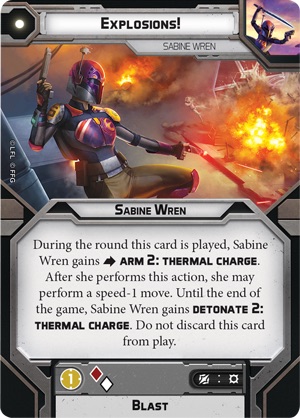 EXPLOSIONS!
SABINE WREN
©LFL ©FFG
SABINE WREN
During the round this card is played, Sabine
Wren gains ARM 2: THERMAL CHARGE.
After she performs this action, she may
perform a speed-1 move. Until the end of
the game, Sabine Wren gains DETONATE 2:
THERMAL CHARGE. Do not discard this card
from play.
1
:
BLAST